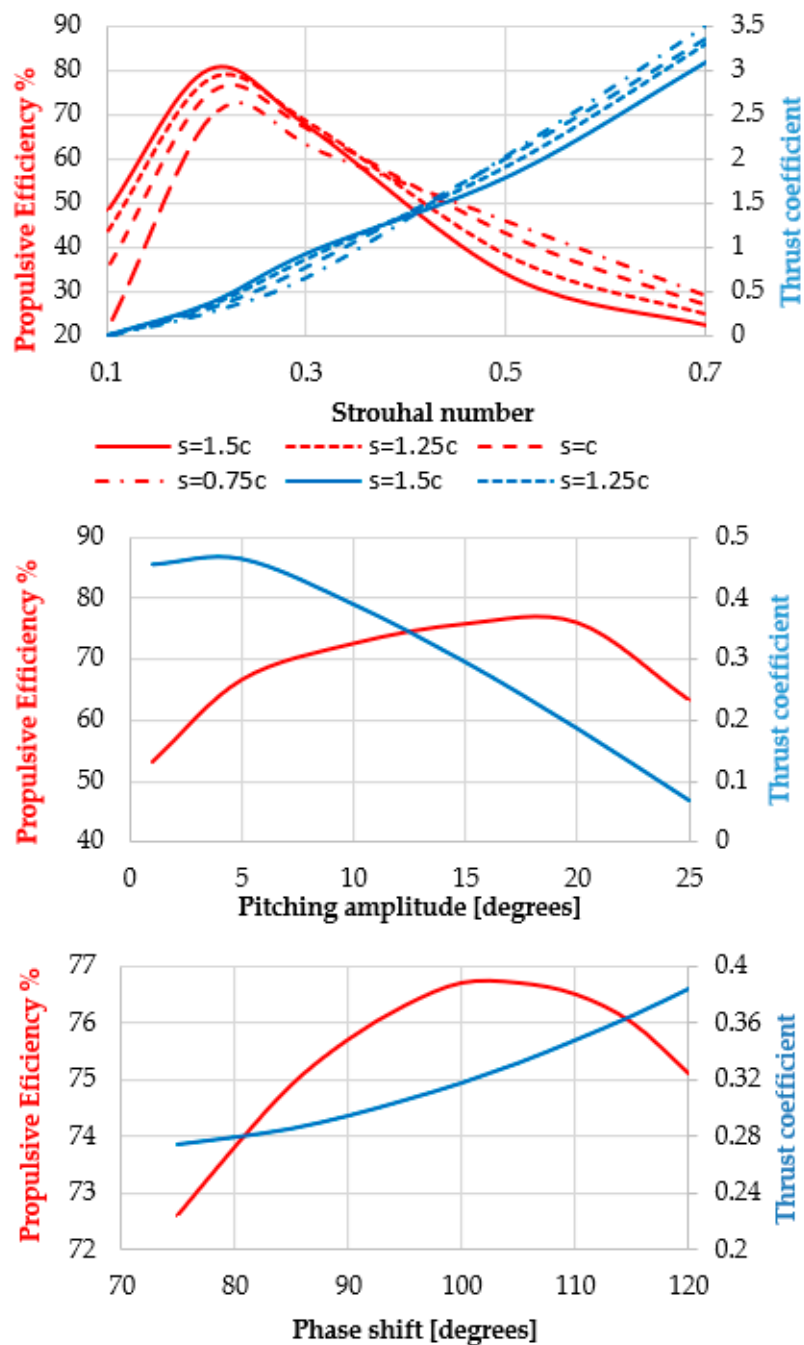 Propulsive Efficiency %
90
80
70
60
50
40
30
20
3.5
3
2.5
2
1.5
1
0.5
0
Thrust coefficient
0.1 0.3 0.5 0.7
Strouhal number
s=1.5c s=1.25c s=c
s=0.75c s=1.5c s=1.25c
Propulsive Efficiency %
90
80
70
60
50
40
0.5
0.4
0.3
0.2
0.1
0
Thrust coefficient
0 5 10 15 20 25
Pitching amplitude [degrees]
Propulsive Eficiency %
77
76
75
74
73
72
0.4
0.36
0.32
0.28
0.24
0.2
Thrust coefficient
70 80 90 100 110 120
Phase shift [degrees]